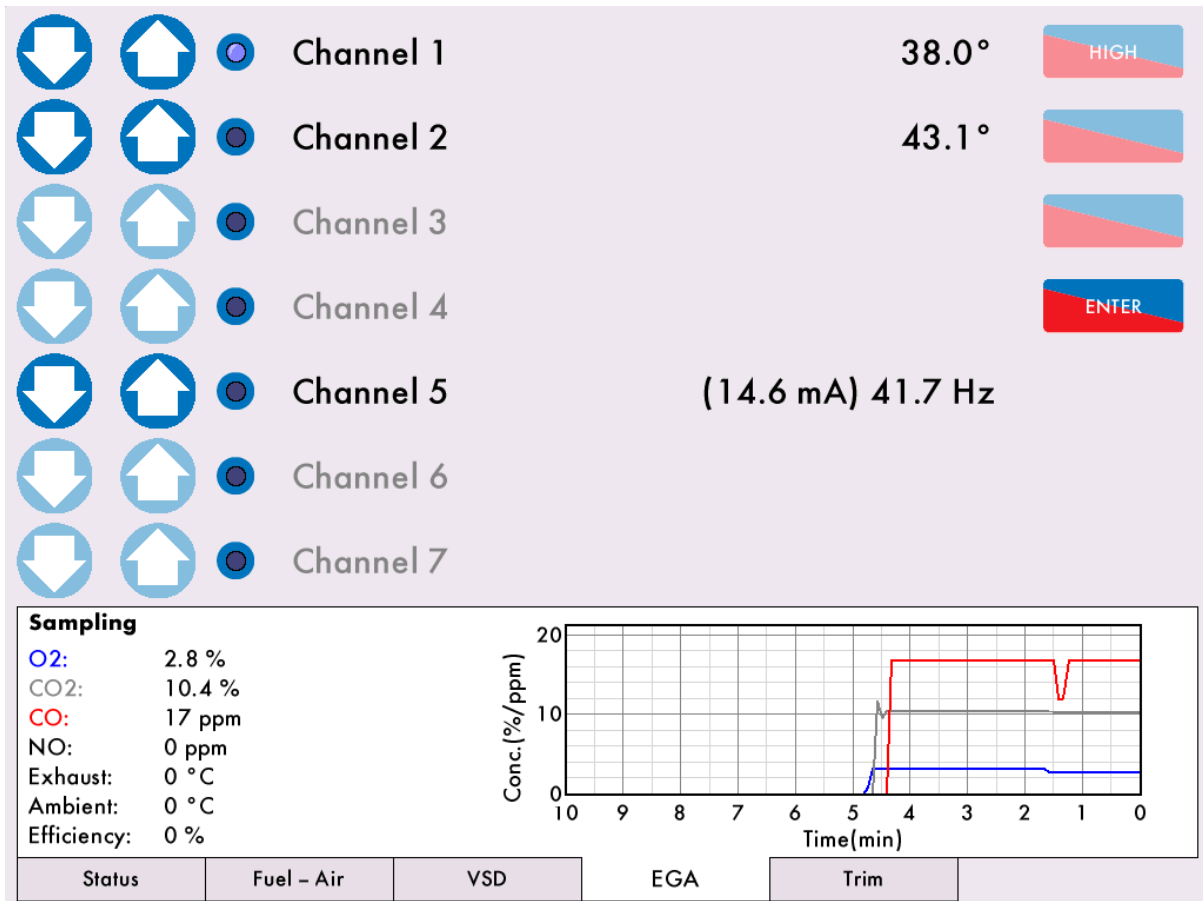 Channel 1 38.0° HIGH
Channel 2 43.1°
Channel 3
Channel 4 ENTER
Channel 5 (14.6 mA) 41.7 Hz
Channel 6
Channel 7
Sampling
O2: 2.8 %
CO2: 10.4 %
CO: 17 ppm
NO: 0 ppm
Exhaust: 0 °C
Ambient: 0 °C
Efficiency: 0 %
Conc.(%/ppm)
20
10
0
10 9 8 7 6 5 4 3 2 1 0
Time(min)
Status Fuel – Air VSD EGA Trim